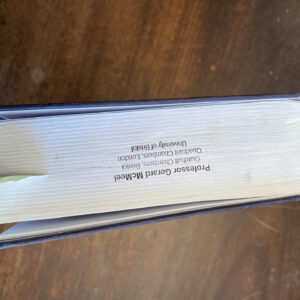 Professor Gerard McMeel
Guildhall Chambers, Bristol
Quadrant Chambers, London
University of Bristol